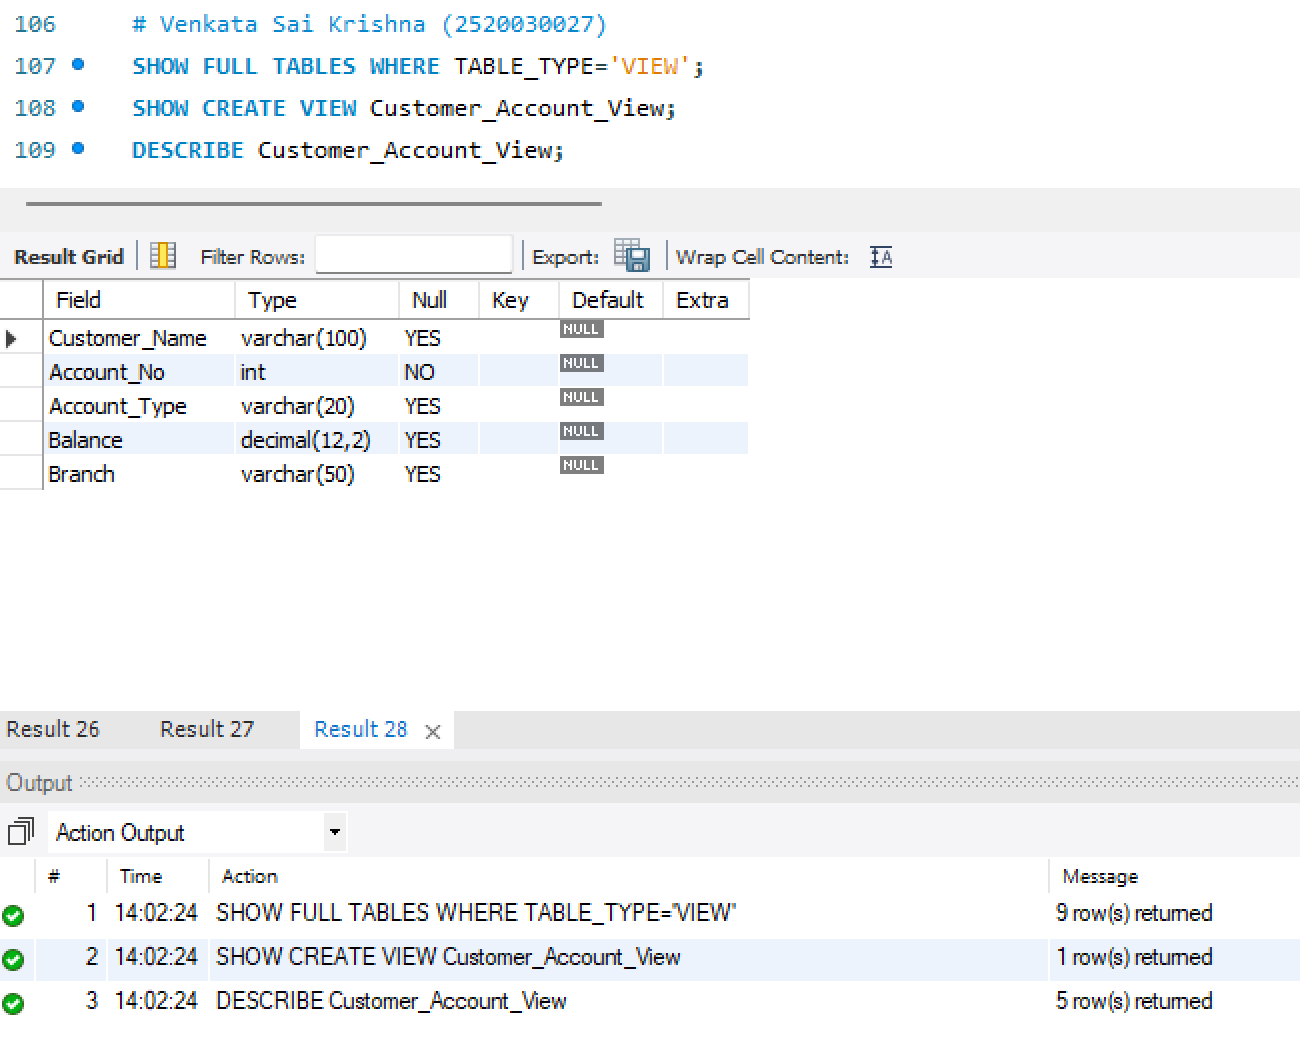 106 # Venkata Sai Krishna (2520030027)
107 SHOW FULL TABLES WHERE TABLE_TYPE='VIEW';
108 SHOW CREATE VIEW Customer_Account_View;
109 DESCRIBE Customer_Account_View;
Result Grid Filter Rows: Export: Wrap Cell Content:
Field Type Null Key Default Extra
Customer_Name varchar(100) YES NULL
Account_No int NO NULL
Account_Type varchar(20) YES NULL
Balance decimal(12,2) YES NULL
Branch varchar(50) YES NULL
Result 26 Result 27 Result 28
Output
Action Output
# Time Action Message
1 14:02:24 SHOW FULL TABLES WHERE TABLE_TYPE='VIEW' 9 row(s) returned
2 14:02:24 SHOW CREATE VIEW Customer_Account_View 1 row(s) returned
3 14:02:24 DESCRIBE Customer_Account_View 5 row(s) returned